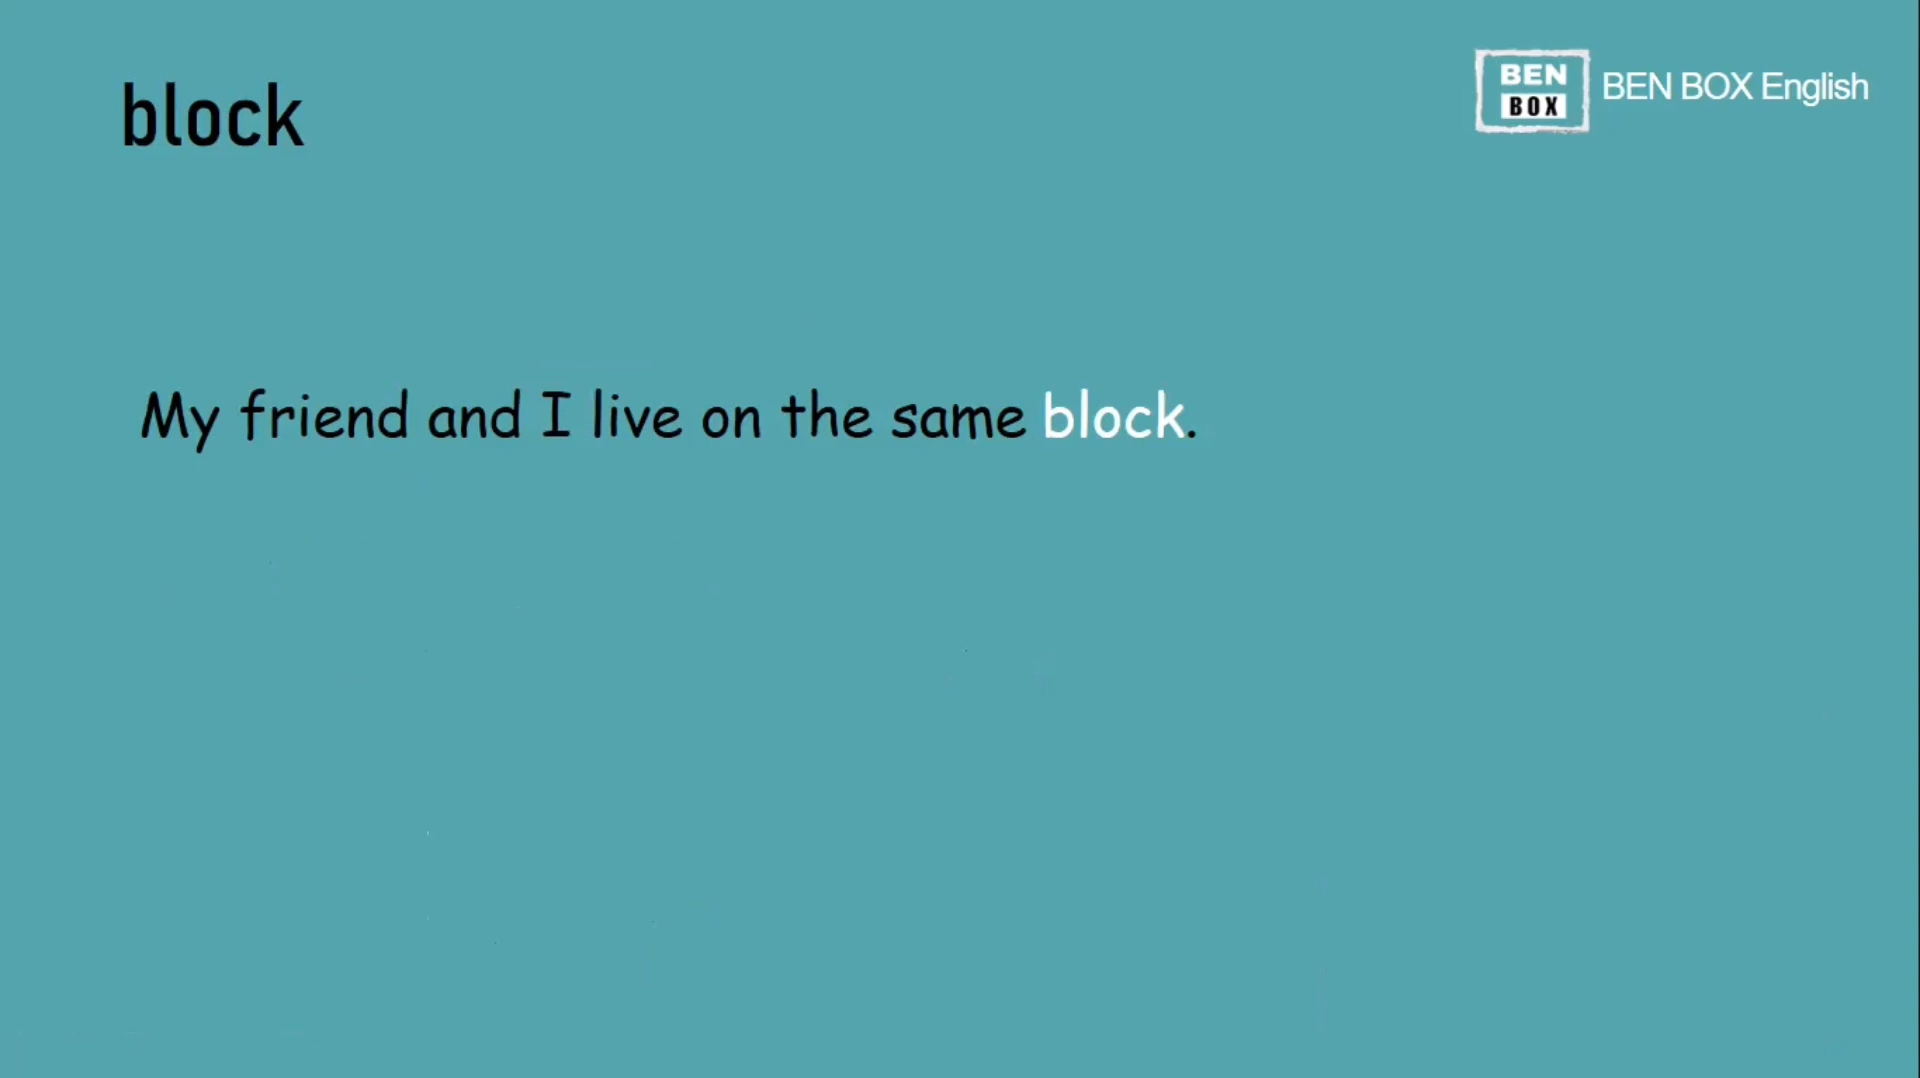 block
BEN
BOX
BEN BOX English
My friend and I live on the same block.